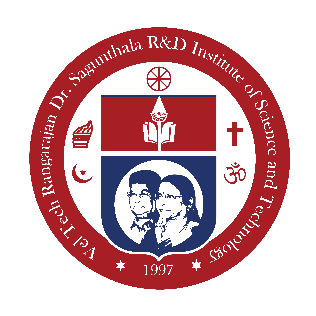 Vel Tech Rangarajan Dr. Sagunthala R&D Institute of Science and Technology
ॐ
1997